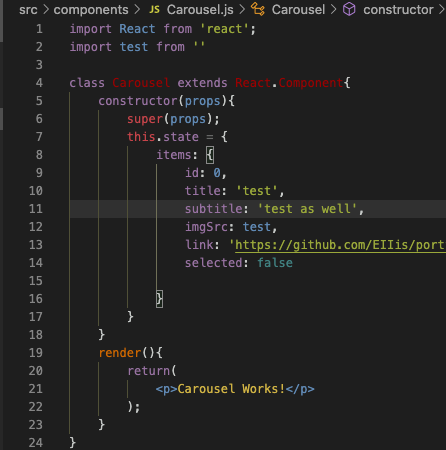 src > components > JS Carousel.js > Carousel > constructor >
1 import React from 'react';
2 import test from ''
3
4 class Carousel extends React.Component{
5 constructor(props){
6 super(props);
7 this.state = {
8 items: {
9 id: 0,
10 title: 'test',
11 subtitle: 'test as well',
12 imgSrc: test,
13 link: 'https://github.com/EIIis/port
14 selected: false
15
16 }
17 }
18 }
19 render(){
20 return(
21 <p>Carousel Works!</p>
22 );
23 }
24 }